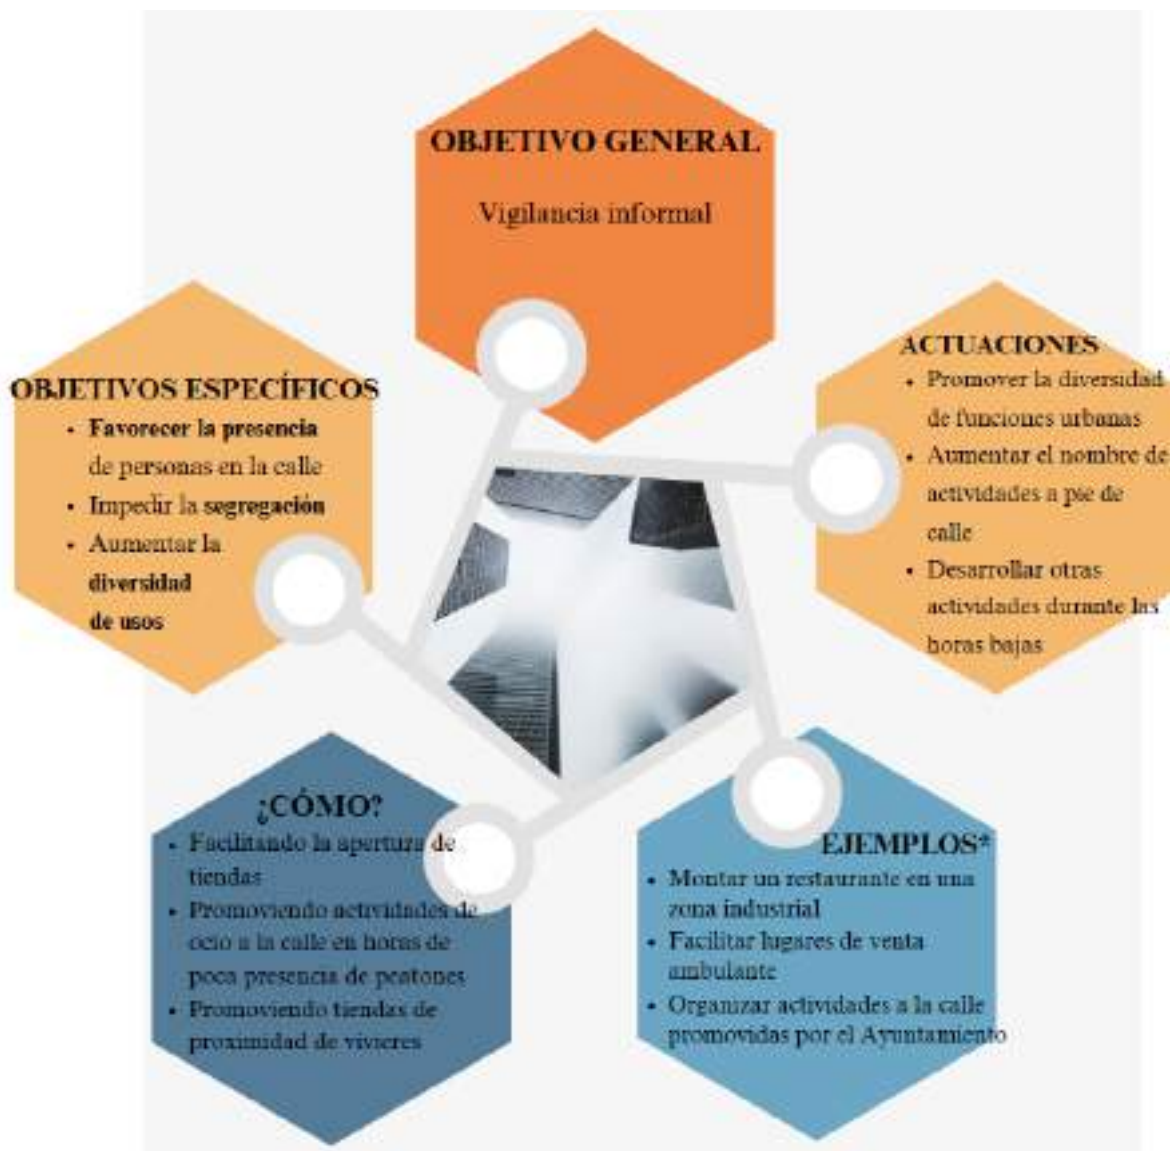 OBJETIVO GENERAL
Vigilancia informal
OBJETIVOS ESPECÍFICOS
• Favorecer la presencia
de personas en la calle
• Impedir la segregación
• Aumentar la
diversidad
de usos
ACTUACIONES
• Promover la diversidad
de funciones urbanas
• Aumentar el nombre de
actividades a pie de
calle
• Desarrollar otras
actividades durante las
horas bajas
¿CÓMO?
• Facilitando la apertura de
tiendas
• Promoviendo actividades de
ocio a la calle en horas de
poca presencia de peatones
• Promoviendo tiendas de
proximidad de vivieres
EJEMPLOS*
• Montar un restaurante en una
zona industrial
• Facilitar lugares de venta
ambulante
• Organizar actividades a la calle
promovidas por el Ayuntamiento